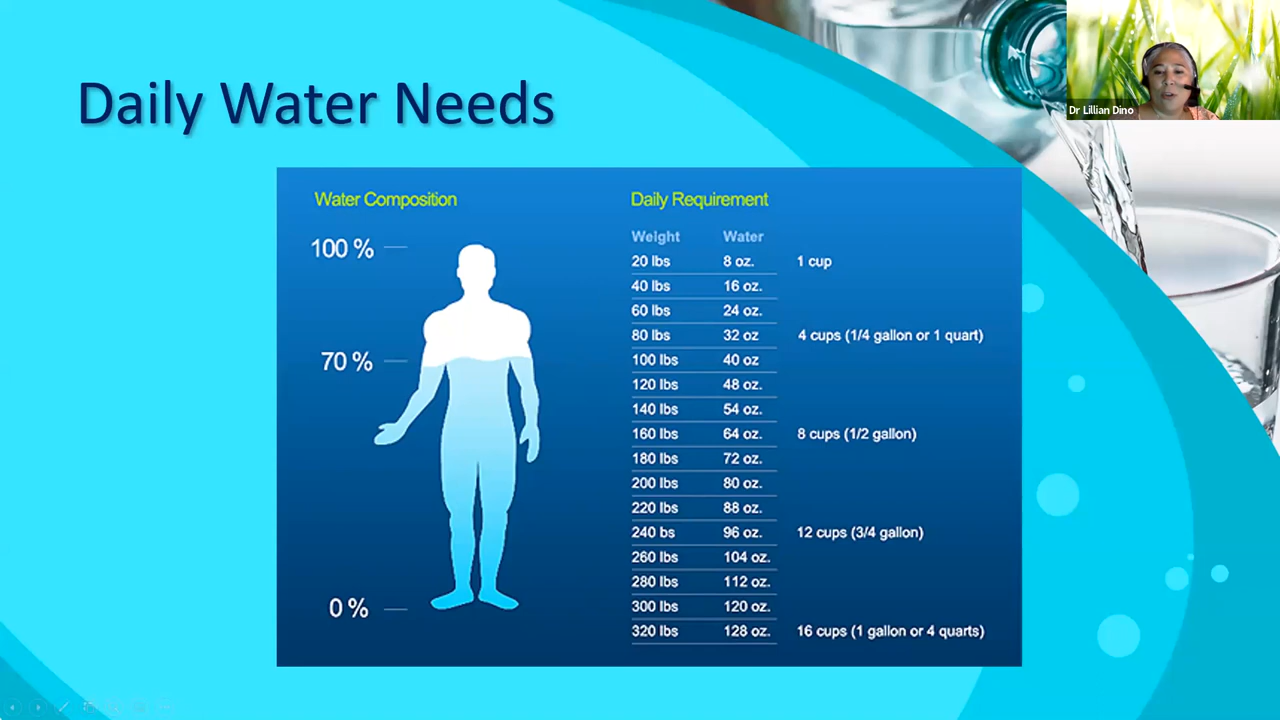 Daily Water Needs
Dr Lillian Dino
Water Composition
100 %
70 %
0 %
Daily Requirement
Weight Water
20 lbs 8 oz. 1 cup
40 lbs 16 oz.
60 lbs 24 oz.
80 lbs 32 oz 4 cups (1/4 gallon or 1 quart)
100 lbs 40 oz
120 lbs 48 oz.
140 lbs 54 oz.
160 lbs 64 oz. 8 cups (1/2 gallon)
180 lbs 72 oz.
200 lbs 80 oz.
220 lbs 88 oz.
240 bs 96 oz. 12 cups (3/4 gallon)
260 lbs 104 oz.
280 lbs 112 oz.
300 lbs 120 oz.
320 lbs 128 oz. 16 cups (1 gallon or 4 quarts)